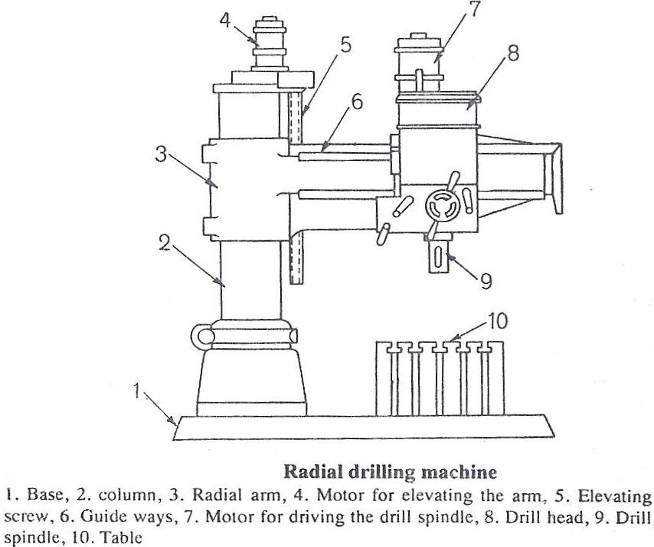 7
4
5
8
6
3
2
9
10
1
Radial drilling machine
1. Base, 2. column, 3. Radial arm, 4. Motor for elevating the arm, 5. Elevating
screw, 6. Guide ways, 7. Motor for driving the drill spindle, 8. Drill head, 9. Drill
spindle, 10. Table